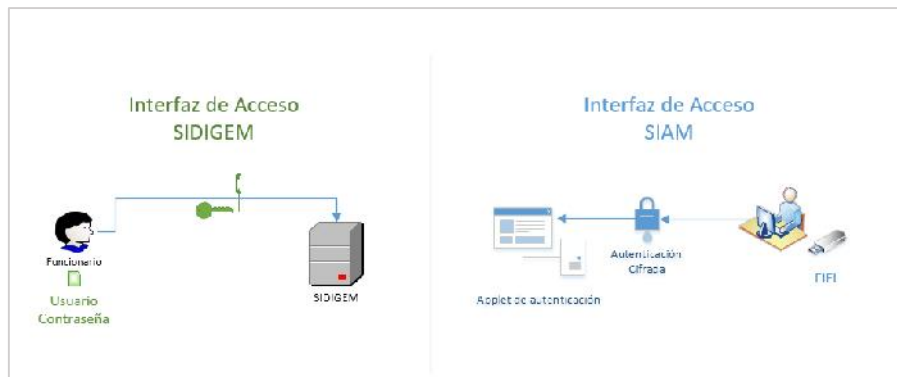 Interfaz de Acceso
SIDIGEM
Funcionario
Usuario
Contraseña
SIDIGEM
Interfaz de Acceso
SIAM
Autenticación
Cifrada
Applet de autenticación